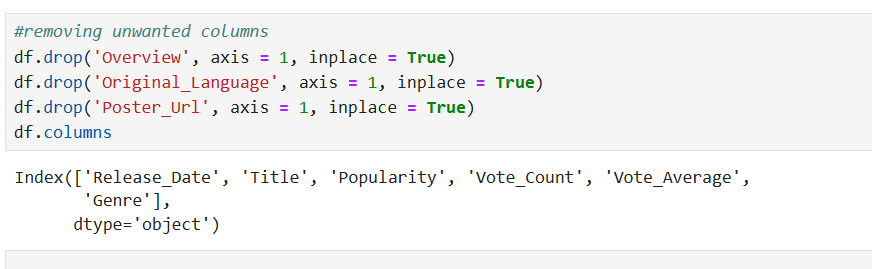 #removing unwanted columns
df.drop('Overview', axis = 1, inplace = True)
df.drop('Original_Language', axis = 1, inplace = True)
df.drop('Poster_Url', axis = 1, inplace = True)
df.columns
Index(['Release_Date', 'Title', 'Popularity', 'Vote_Count', 'Vote_Average',
       'Genre'],
      dtype='object')